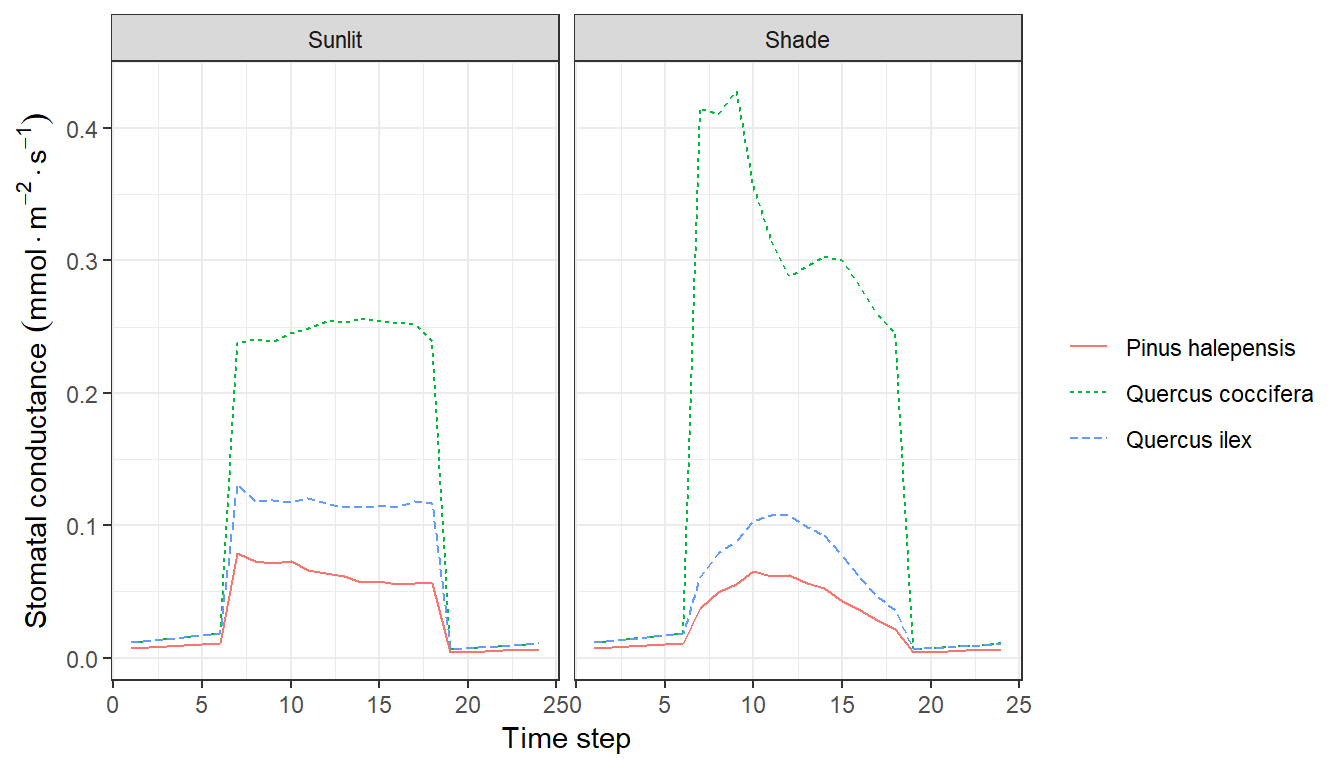 Sunlit
Shade
Stomatal conductance (mmol · m⁻² · s⁻¹)
0.4
0.3
0.2
0.1
0.0
0 5 10 15 20 25
0 5 10 15 20 25
Time step
Pinus halepensis
Quercus coccifera
Quercus ilex